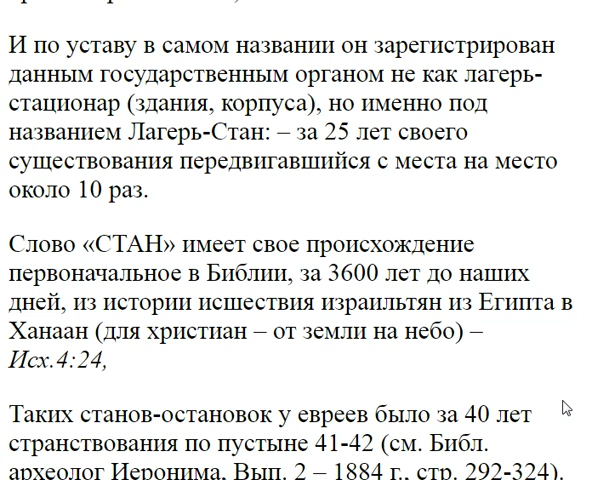 И по уставу в самом названии он зарегистрирован
данным государственным органом не как лагерь-
стационар (здания, корпуса), но именно под
названием Лагерь-Стан: – за 25 лет своего
существования передвигавшийся с места на место
около 10 раз.
Слово «СТАН» имеет свое происхождение
первоначальное в Библии, за 3600 лет до наших
дней, из истории исшествия израильтян из Египта в
Ханаан (для христиан – от земли на небо) –
Исх.4:24,
Таких станов-остановок у евреев было за 40 лет
странствования по пустыне 41-42 (см. Библ.
археолог Иеронима, Вып. 2 – 1884 г., стр. 292-324).